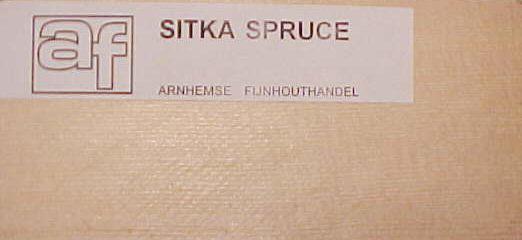 af
SITKA SPRUCE
ARNHEMSE FIJNHOUTHANDEL